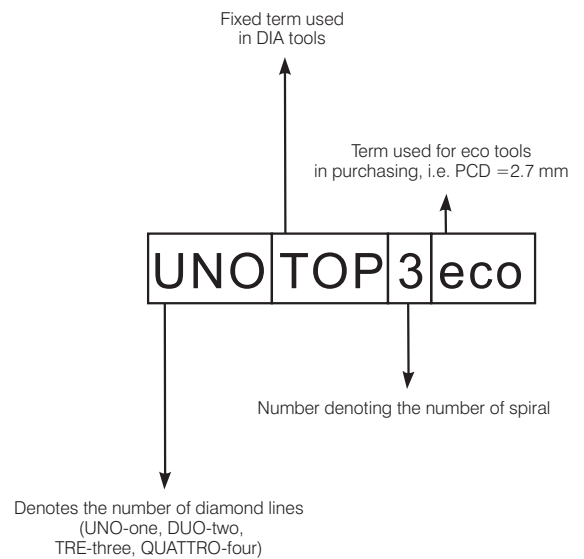 Fixed term used
in DIA tools
Term used for eco tools
in purchasing, i.e. PCD =2.7 mm
UNO TOP 3 eco
Number denoting the number of spiral
Denotes the number of diamond lines
(UNO-one, DUO-two,
TRE-three, QUATTRO-four)